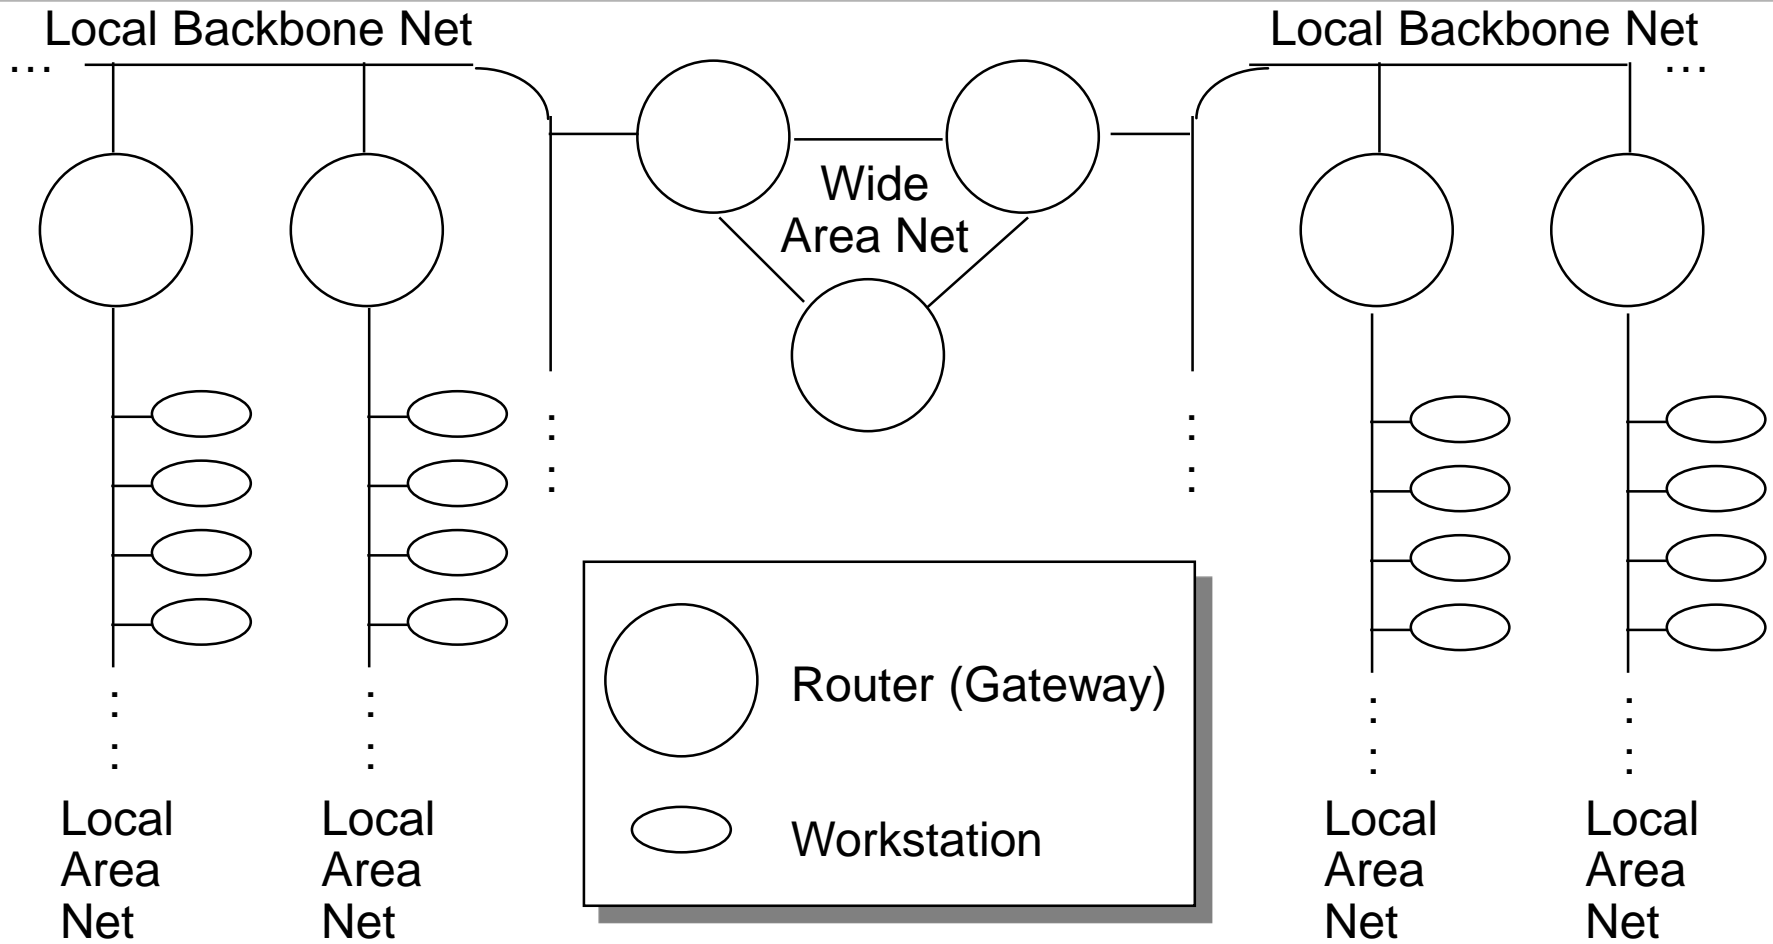 Local Backbone Net
Local Backbone Net
...
...
Wide
Area Net
:
:
:
:
Router (Gateway)
Workstation
:
:
:
:
:
:
:
:
Local
Area
Net
Local
Area
Net
Local
Area
Net
Local
Area
Net